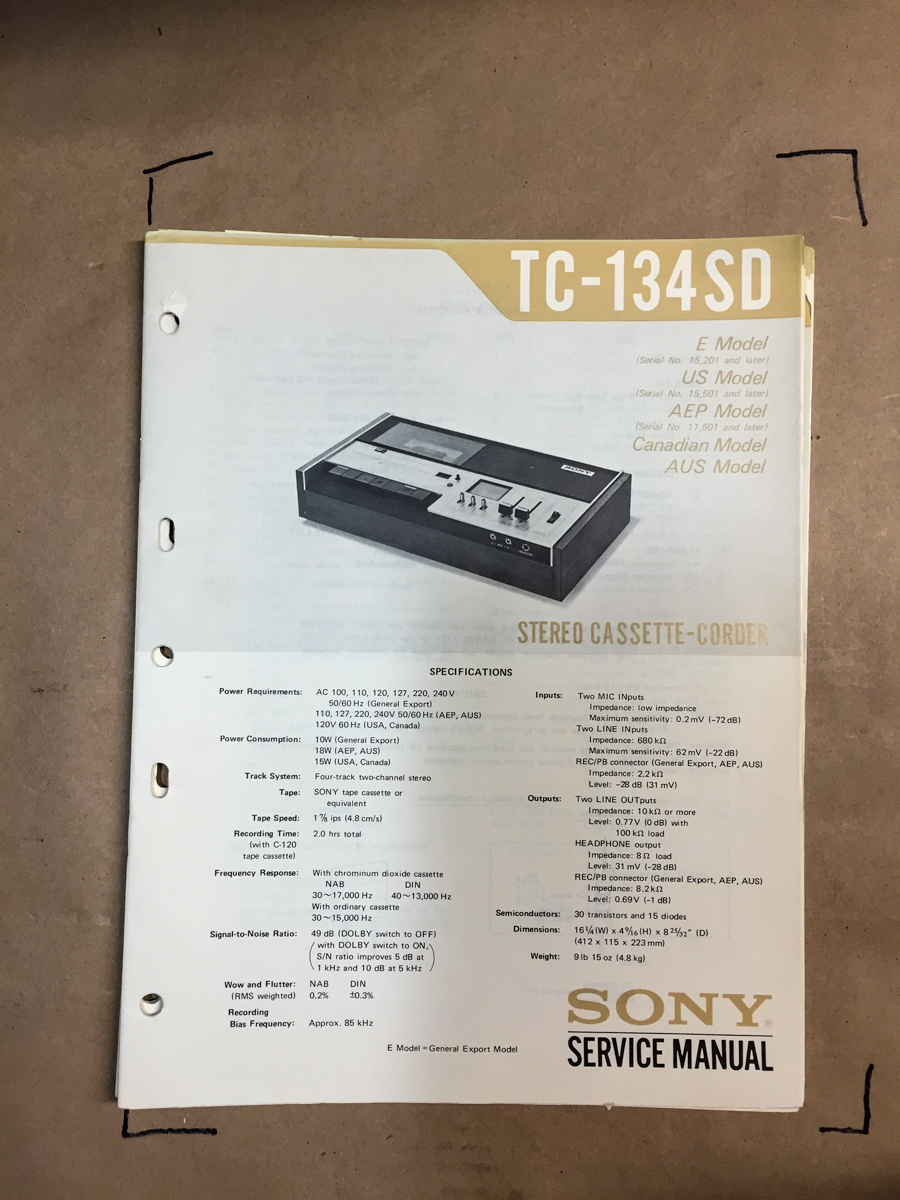 TC-134SD
E Model
(Serial No. 15,201 and later)
US Model
(Serial No. 15,501 and later)
AEP Model
(Serial No. 11,501 and later)
Canadian Model
AUS Model
SONY
STEREO CASSETTE-CORDER
SPECIFICATIONS
Power Requirements: AC 100, 110, 120, 127, 220, 240 V
50/60 Hz (General Export)
110, 127, 220, 240V 50/60 Hz (AEP, AUS)
120V 60 Hz (USA, Canada)
Power Consumption: 10W (General Export)
18W (AEP, AUS)
15W (USA, Canada)
Track System: Four-track two-channel stereo
Tape: SONY tape cassette or
equivalent
Tape Speed: 1 ⅞ ips (4.8 cm/s)
Recording Time: 2.0 hrs total
(with C-120
tape cassette)
Frequency Response: With chrominum dioxide cassette
NAB DIN
30~17,000 Hz 40~13,000 Hz
With ordinary cassette
30~15,000 Hz
Signal-to-Noise Ratio: 49 dB (DOLBY switch to OFF)
(with DOLBY switch to ON,
S/N ratio improves 5 dB at
1 kHz and 10 dB at 5 kHz)
Wow and Flutter: NAB DIN
(RMS weighted) 0.2% ±0.3%
Recording
Bias Frequency: Approx. 85 kHz
Inputs: Two MIC INputs
Impedance: low impedance
Maximum sensitivity: 0.2 mV (-72 dB)
Two LINE INputs
Impedance: 680 kΩ
Maximum sensitivity: 62 mV (-22 dB)
REC/PB connector (General Export, AEP, AUS)
Impedance: 2.2 kΩ
Level: -28 dB (31 mV)
Outputs: Two LINE OUTputs
Impedance: 10 kΩ or more
Level: 0.77V (0 dB) with
100 kΩ load
HEADPHONE output
Impedance: 8 Ω load
Level: 31 mV (-28 dB)
REC/PB connector (General Export, AEP, AUS)
Impedance: 8.2 kΩ
Level: 0.69 V (-1 dB)
Semiconductors: 30 transistors and 15 diodes
Dimensions: 16 ¼ (W) x 4 9/16 (H) x 8 25/32" (D)
(412 x 115 x 223 mm)
Weight: 9 lb 15 oz (4.8 kg)
E Model = General Export Model
SONY®
SERVICE MANUAL